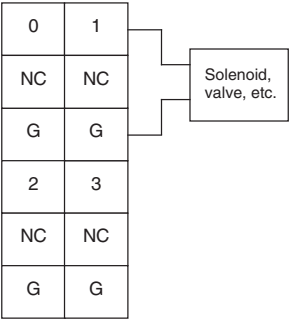 0 1
NC NC
Solenoid,
valve, etc.
G G
2 3
NC NC
G G